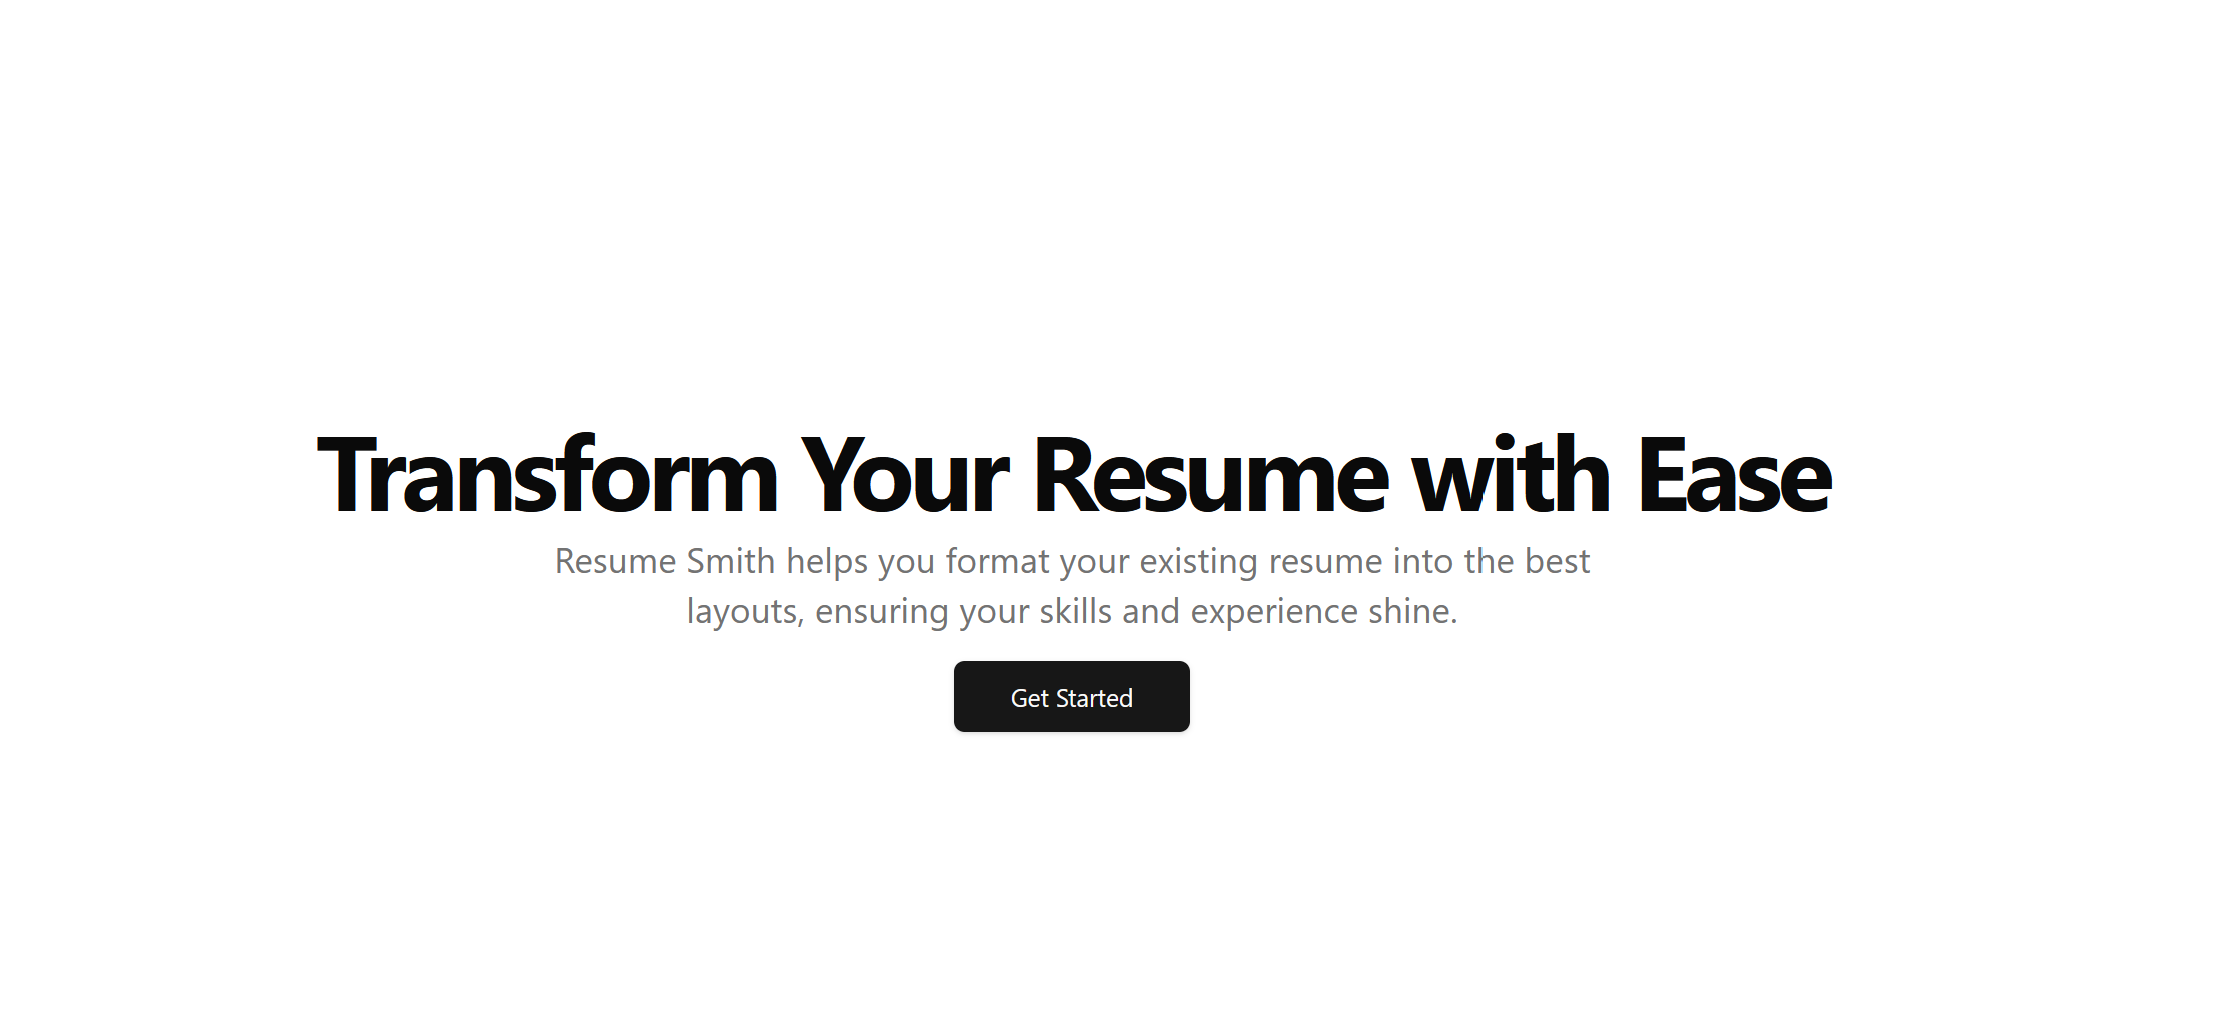 Transform Your Resume with Ease
Resume Smith helps you format your existing resume into the best
layouts, ensuring your skills and experience shine.
Get Started